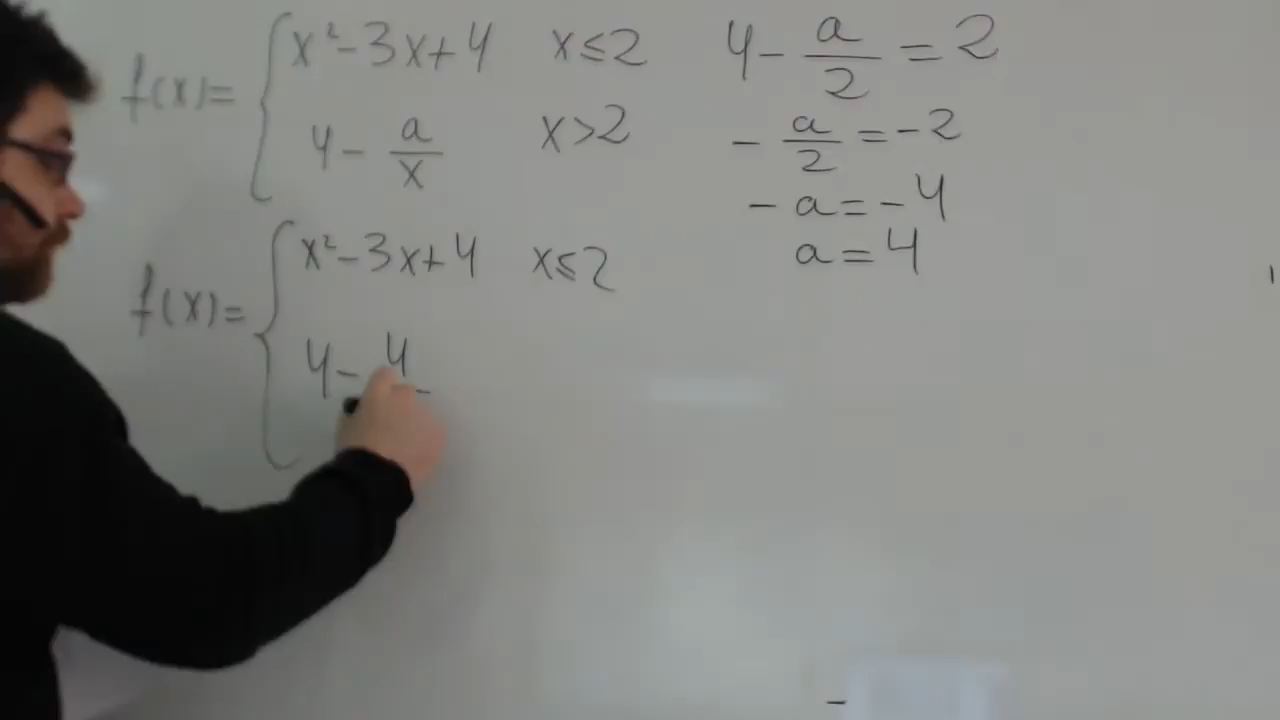 f(x)= { x²-3x+4 x≤2
4- a/x x>2
f(x)= { x²-3x+4 x≤2
4- 4
4- a/2 =2
- a/2 =-2
- a=-4
a=4